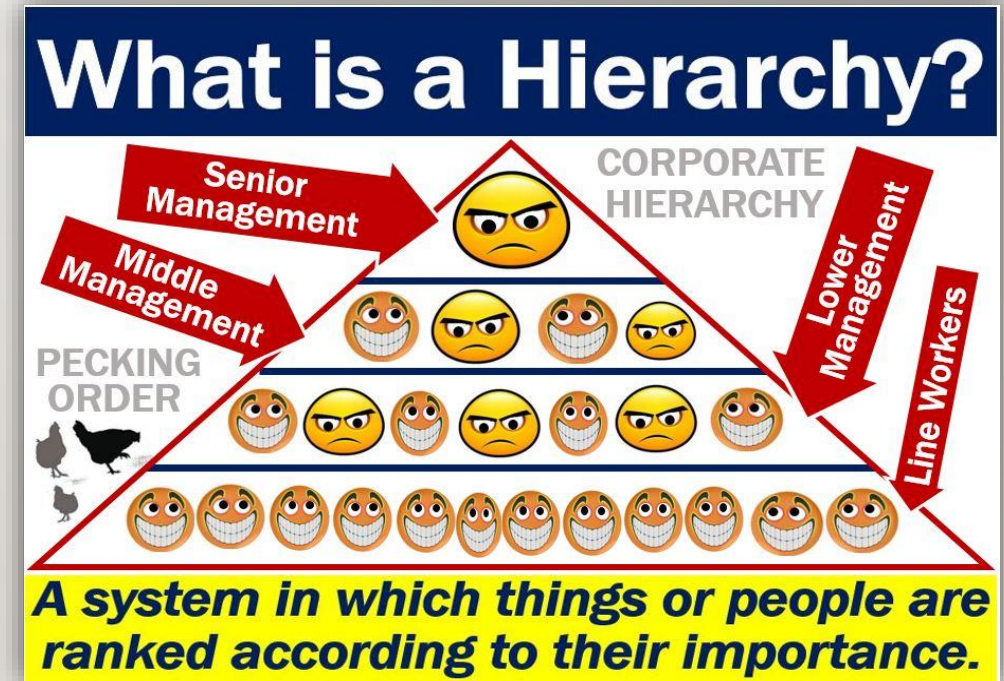 What is a Hierarchy?
Senior
Management
CORPORATE
HIERARCHY
Middle
Management
Lower
Management
Line Workers
PECKING
ORDER
A system in which things or people are
ranked according to their importance.